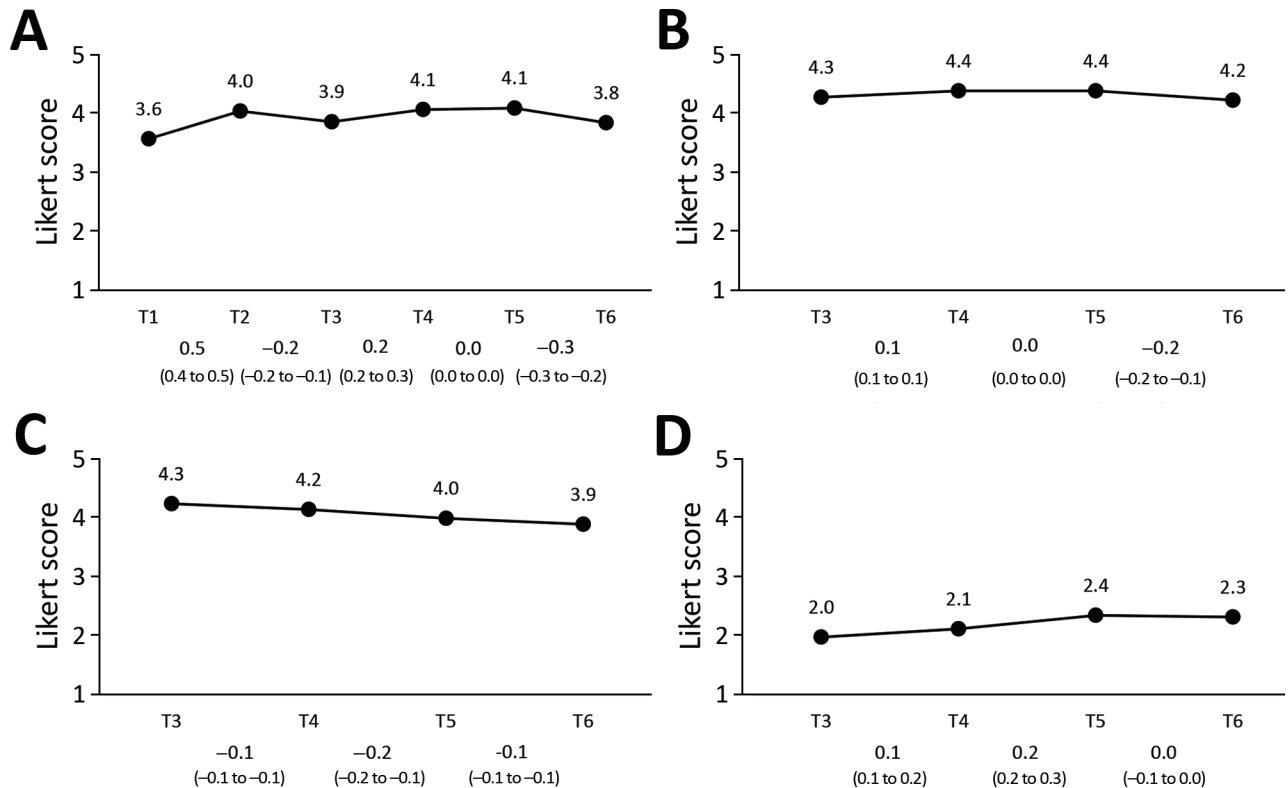 A
B
5
4
3
2
1
Likert score
3.6
4.0
3.9
4.1
4.1
3.8
T1 T2 T3 T4 T5 T6
0.5 –0.2 0.2 0.0 –0.3
(0.4 to 0.5) (–0.2 to –0.1) (0.2 to 0.3) (0.0 to 0.0) (–0.3 to –0.2)
5
4
3
2
1
Likert score
4.3
4.4
4.4
4.2
T3 T4 T5 T6
0.1 0.0 –0.2
(0.1 to 0.1) (0.0 to 0.0) (–0.2 to –0.1)
C
D
5
4
3
2
1
Likert score
4.3
4.2
4.0
3.9
T3 T4 T5 T6
–0.1 –0.2 -0.1
(–0.1 to –0.1) (–0.2 to –0.1) (–0.1 to –0.1)
5
4
3
2
1
Likert score
2.0
2.1
2.4
2.3
T3 T4 T5 T6
0.1 0.2 0.0
(0.1 to 0.2) (0.2 to 0.3) (–0.1 to 0.0)